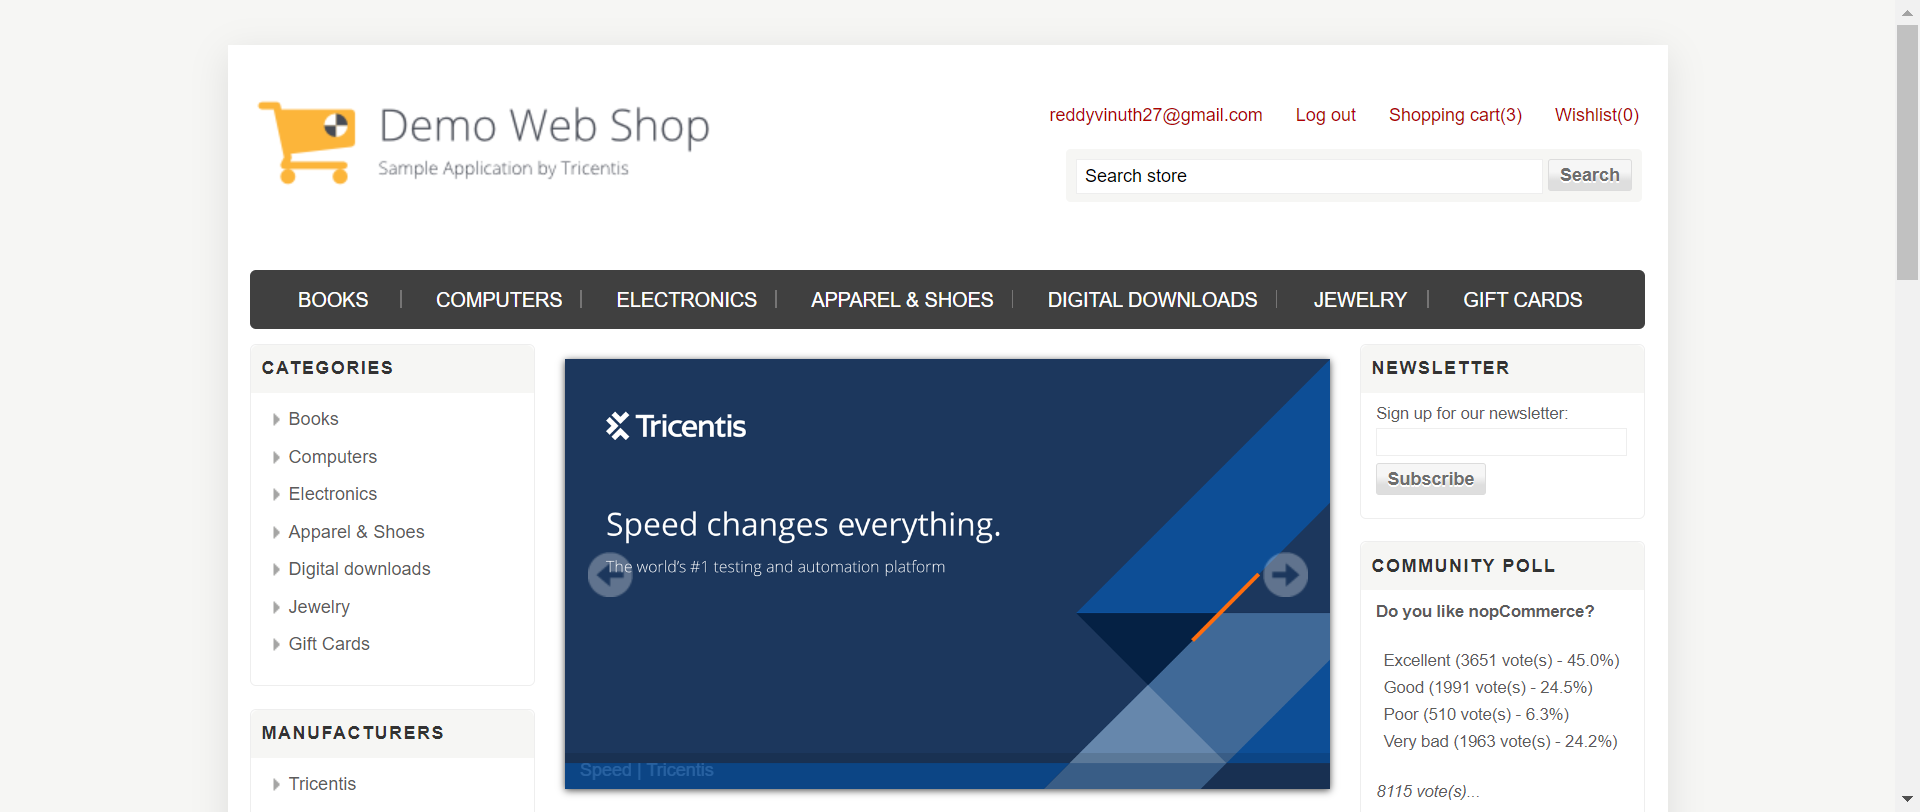 Demo Web Shop
Sample Application by Tricentis
reddyvinuth27@gmail.com Log out Shopping cart(3) Wishlist(0)
Search store Search
BOOKS COMPUTERS ELECTRONICS APPAREL & SHOES DIGITAL DOWNLOADS JEWELRY GIFT CARDS
CATEGORIES
Books
Computers
Electronics
Apparel & Shoes
Digital downloads
Jewelry
Gift Cards
MANUFACTURERS
Tricentis
Tricentis
Speed changes everything.
The world's #1 testing and automation platform
Speed | Tricentis
NEWSLETTER
Sign up for our newsletter:
Subscribe
COMMUNITY POLL
Do you like nopCommerce?
Excellent (3651 vote(s) - 45.0%)
Good (1991 vote(s) - 24.5%)
Poor (510 vote(s) - 6.3%)
Very bad (1963 vote(s) - 24.2%)
8115 vote(s)...